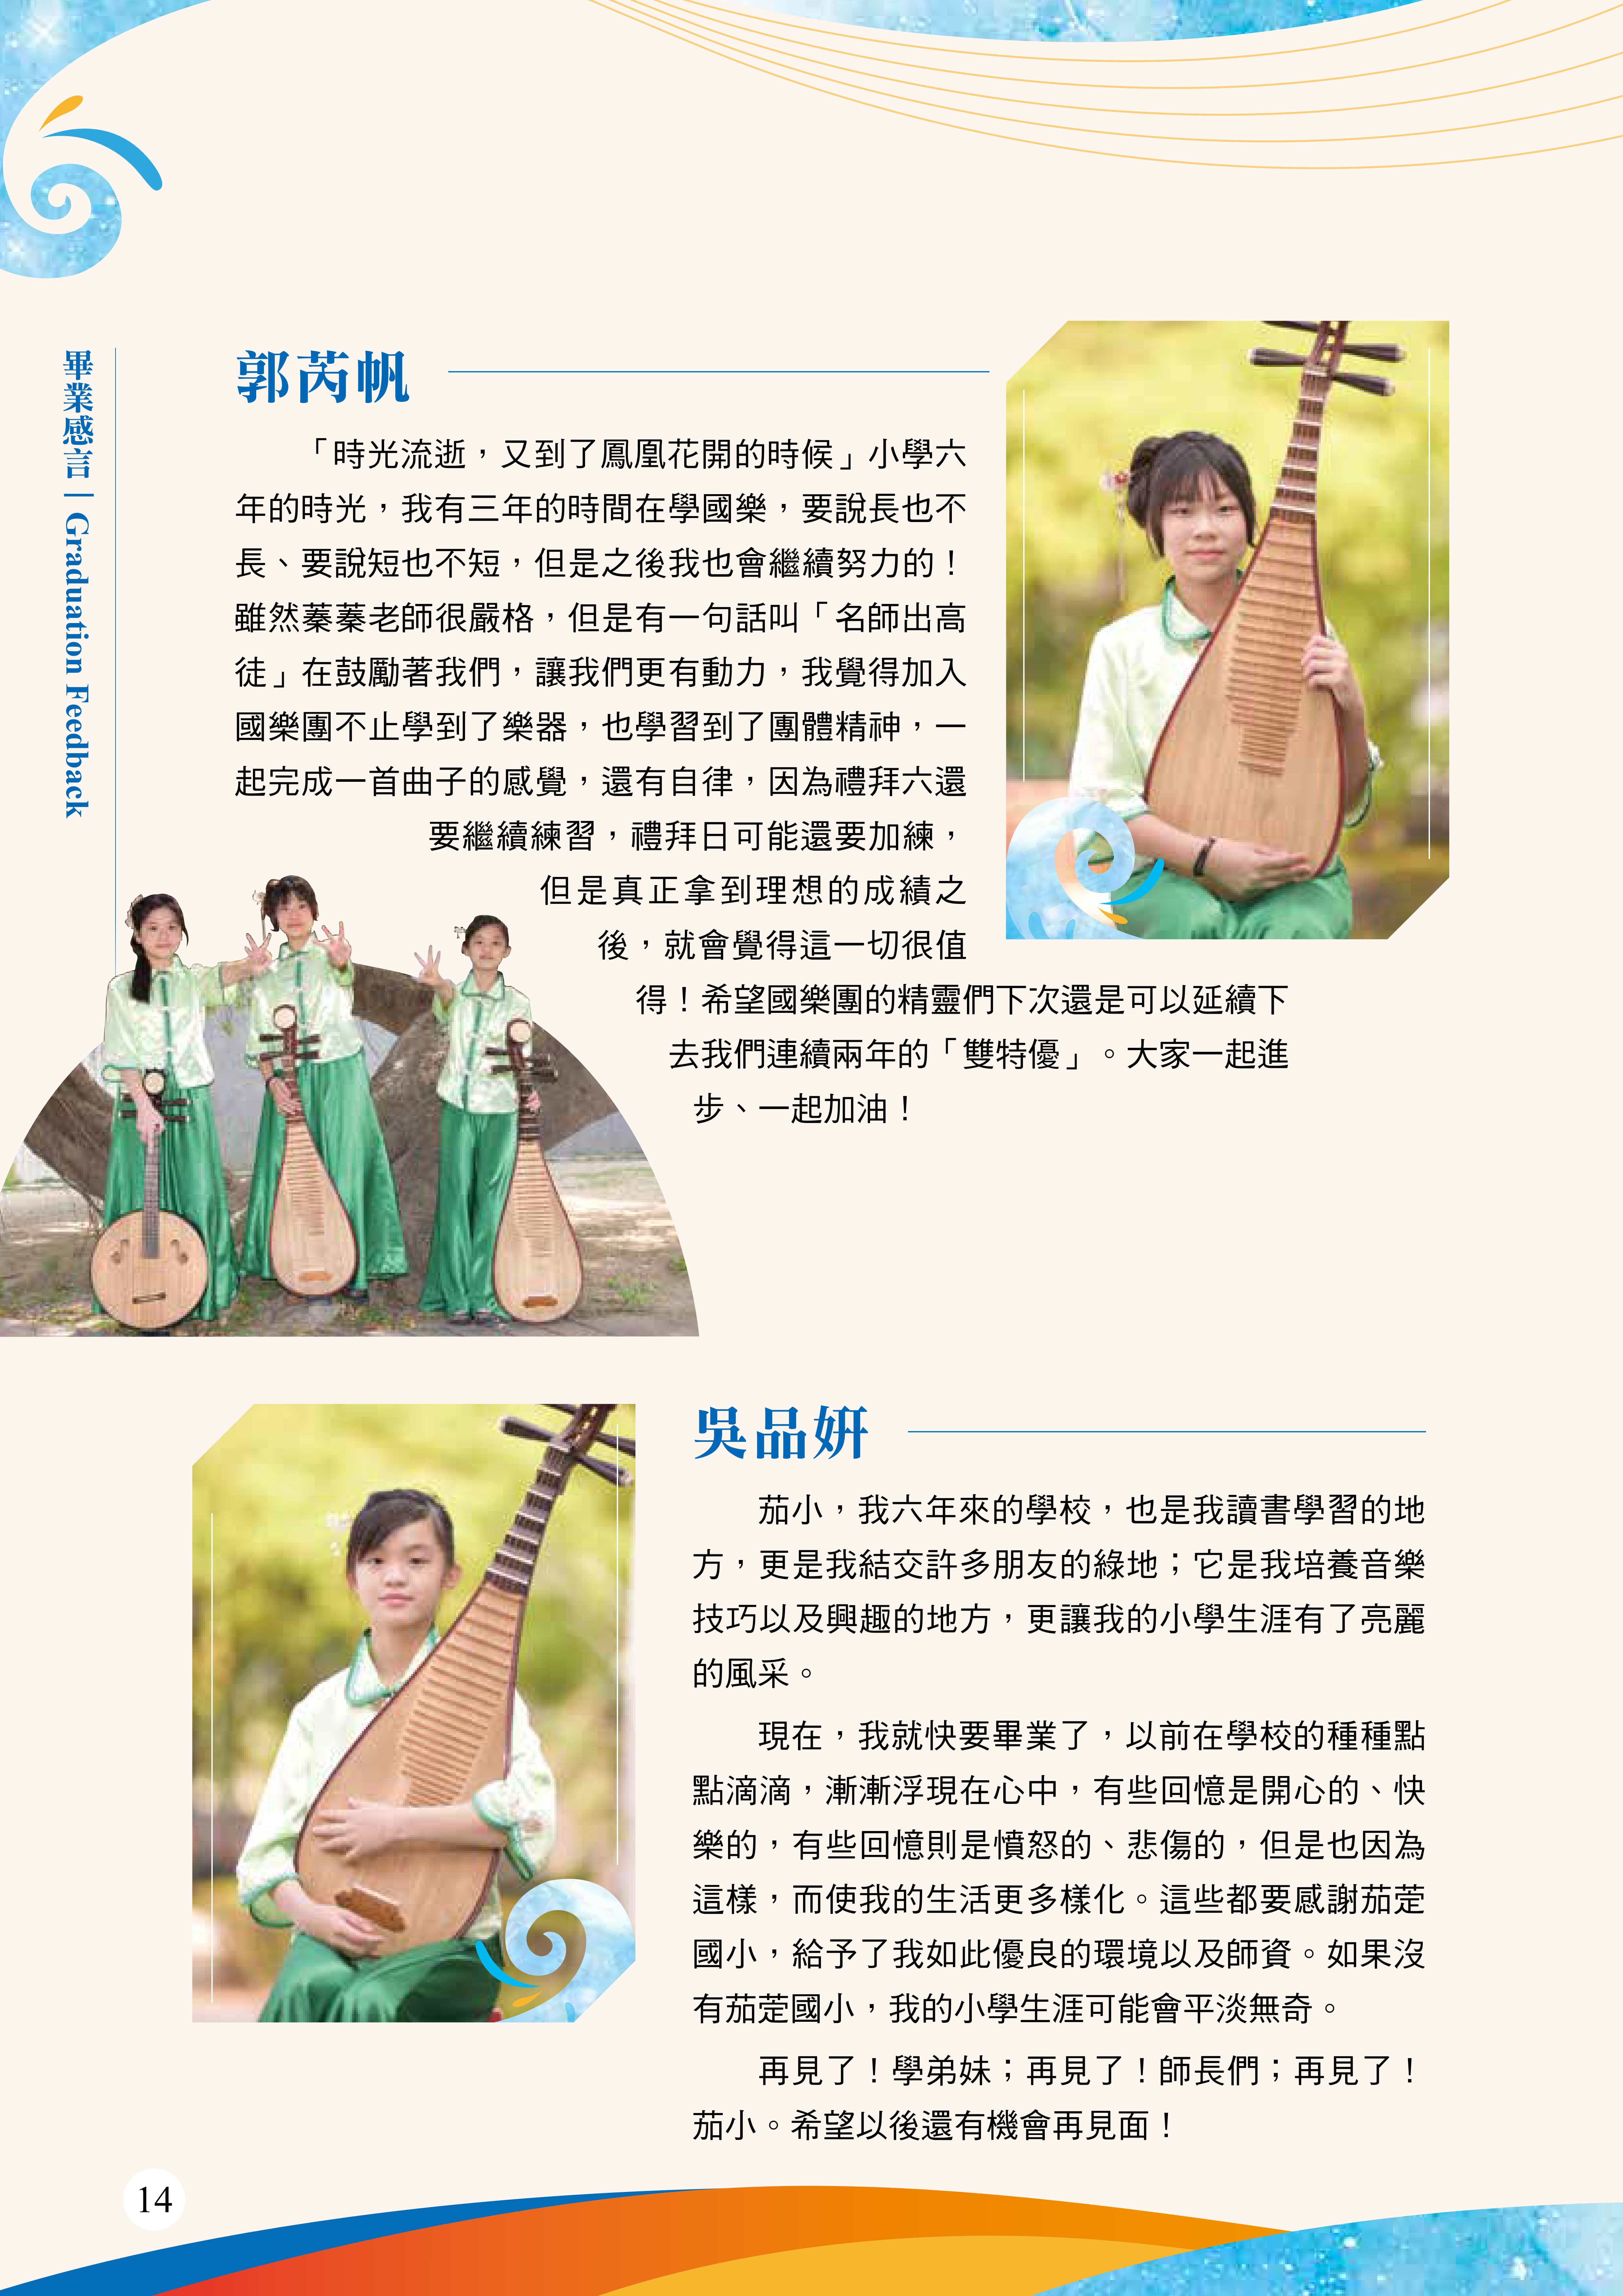 畢業感言｜Graduation Feedback
郭芮帆
「時光流逝，又到了鳳凰花開的時候」小學六
年的時光，我有三年的時間在學國樂，要說長也不
長、要說短也不短，但是之後我也會繼續努力的！
雖然蓁蓁老師很嚴格，但是有一句話叫「名師出高
徒」在鼓勵著我們，讓我們更有動力，我覺得加入
國樂團不止學到了樂器，也學習到了團體精神，一
起完成一首曲子的感覺，還有自律，因為禮拜六還
要繼續練習，禮拜日可能還要加練，
但是真正拿到理想的成績之
後，就會覺得這一切很值
得！希望國樂團的精靈們下次還是可以延續下
去我們連續兩年的「雙特優」。大家一起進
步、一起加油！
吳品妍
茄小，我六年來的學校，也是我讀書學習的地
方，更是我結交許多朋友的綠地；它是我培養音樂
技巧以及興趣的地方，更讓我的小學生涯有了亮麗
的風采。
現在，我就快要畢業了，以前在學校的種種點
點滴滴，漸漸浮現在心中，有些回憶是開心的、快
樂的，有些回憶則是憤怒的、悲傷的，但是也因為
這樣，而使我的生活更多樣化。這些都要感謝茄萣
國小，給予了我如此優良的環境以及師資。如果沒
有茄萣國小，我的小學生涯可能會平淡無奇。
再見了！學弟妹；再見了！師長們；再見了！
茄小。希望以後還有機會再見面！
14